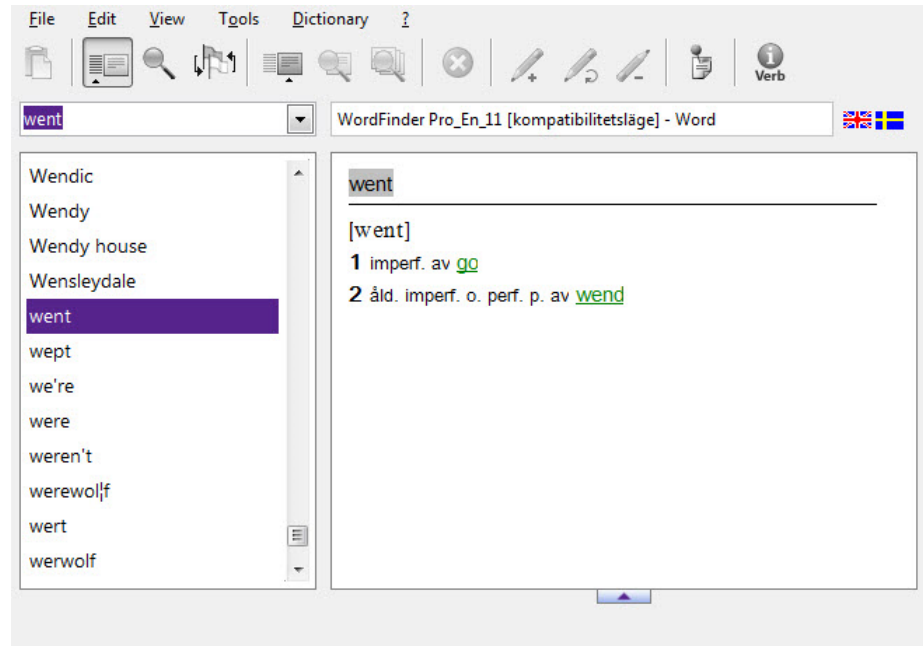 File Edit View Tools Dictionary ?
Verb
went
WordFinder Pro_En_11 [kompatibilitetsläge] - Word
Wendic
Wendy
Wendy house
Wensleydale
went
wept
we're
were
weren't
werewol¦f
wert
werwolf
went
[went]
1 imperf. av go
2 åld. imperf. o. perf. p. av wend